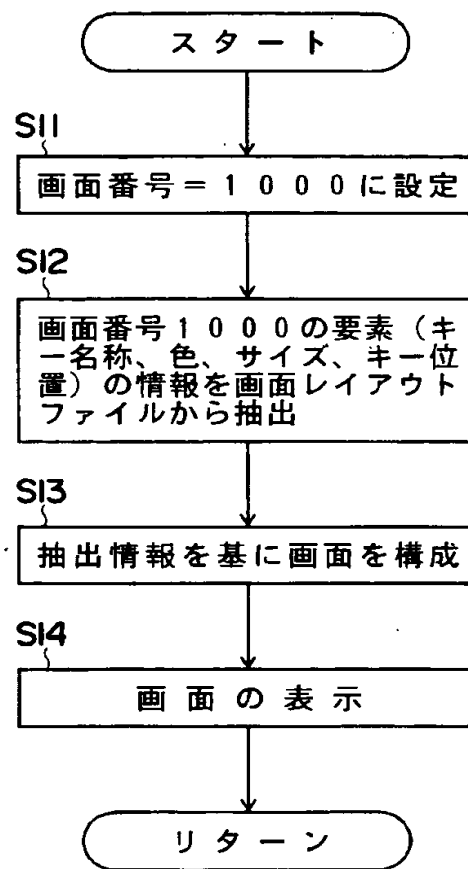 スタート
S11
画面番号=1000に設定
S12
画面番号1000の要素(キ
ー名称、色、サイズ、キー位
置)の情報を画面レイアウト
ファイルから抽出
S13
抽出情報を基に画面を構成
S14
画面の表示
リターン